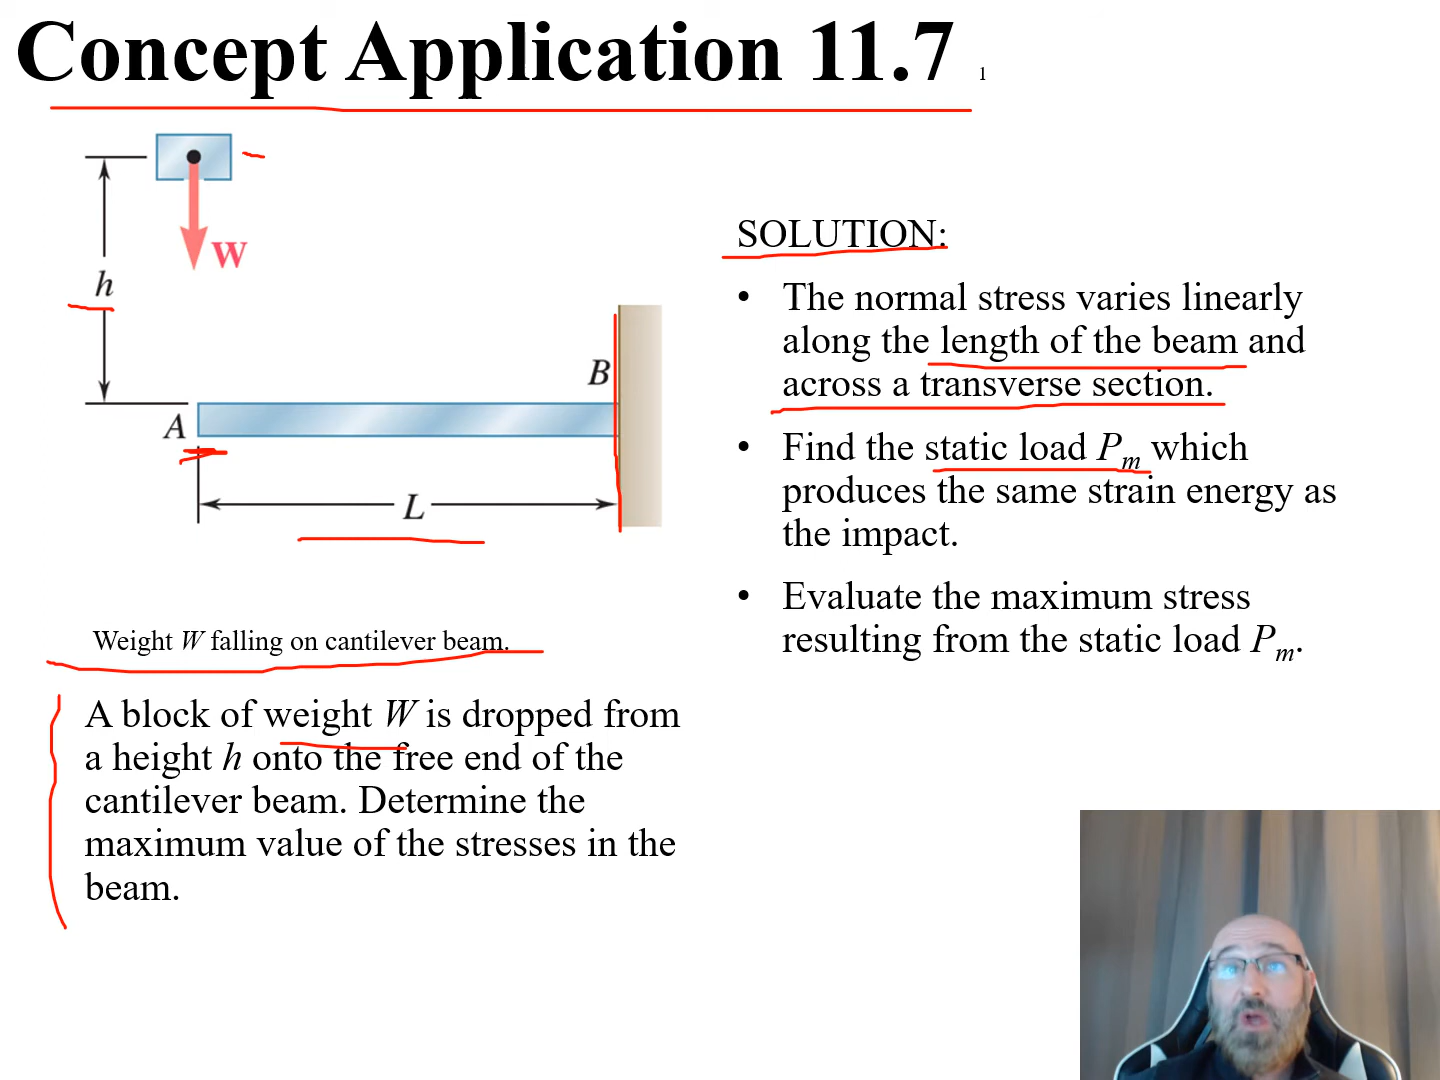 Concept Application 11.7 1
W
h
B
A
L
Weight W falling on cantilever beam.
A block of weight W is dropped from
a height h onto the free end of the
cantilever beam. Determine the
maximum value of the stresses in the
beam.
SOLUTION:
• The normal stress varies linearly
along the length of the beam and
across a transverse section.
• Find the static load Pm which
produces the same strain energy as
the impact.
• Evaluate the maximum stress
resulting from the static load Pm.